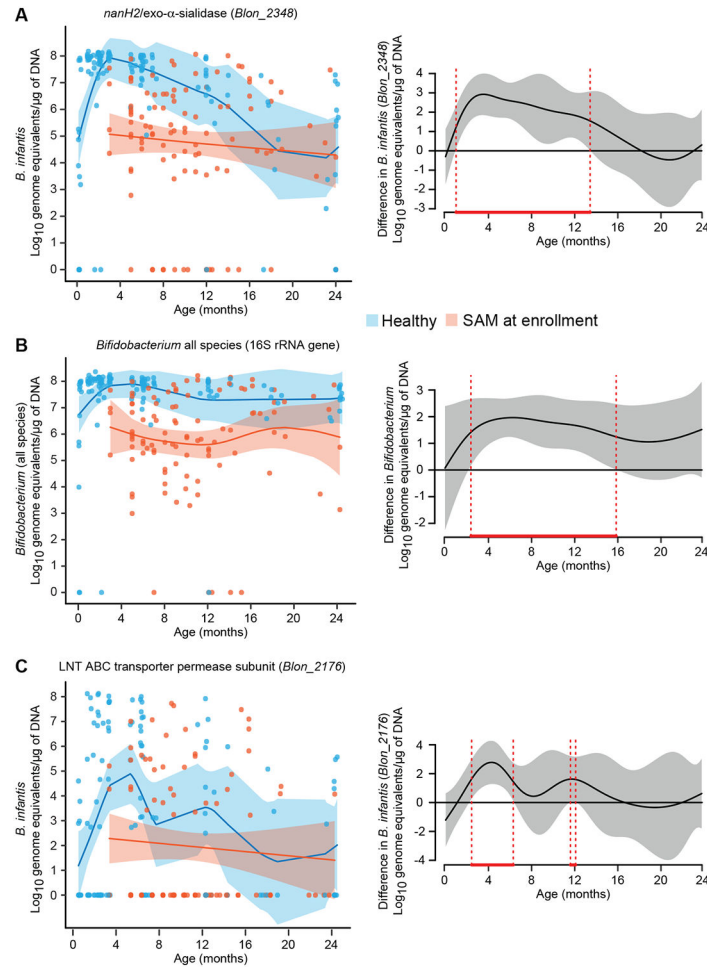 A
nanH2/exo-α-sialidase (Blon_2348)
B. infantis
Log10 genome equivalents/µg of DNA
8
7
6
5
4
3
2
1
0
0 4 8 12 16 20 24
Age (months)
Difference in B. infantis (Blon_2348)
Log10 genome equivalents/µg of DNA
4
3
2
1
0
-1
-2
-3
0 4 8 12 16 20 24
Age (months)
Healthy SAM at enrollment
B
Bifidobacterium all species (16S rRNA gene)
Bifidobacterium (all species)
Log10 genome equivalents/µg of DNA
8
7
6
5
4
3
2
1
0
0 4 8 12 16 20 24
Age (months)
Difference in Bifidobacterium
Log10 genome equivalents/µg of DNA
3
2
1
0
-1
-2
0 4 8 12 16 20 24
Age (months)
C
LNT ABC transporter permease subunit (Blon_2176)
B. infantis
Log10 genome equivalents/µg of DNA
8
7
6
5
4
3
2
1
0
0 4 8 12 16 20 24
Age (months)
Difference in B. infantis (Blon_2176)
Log10 genome equivalents/µg of DNA
4
2
0
-2
-4
0 4 8 12 16 20 24
Age (months)